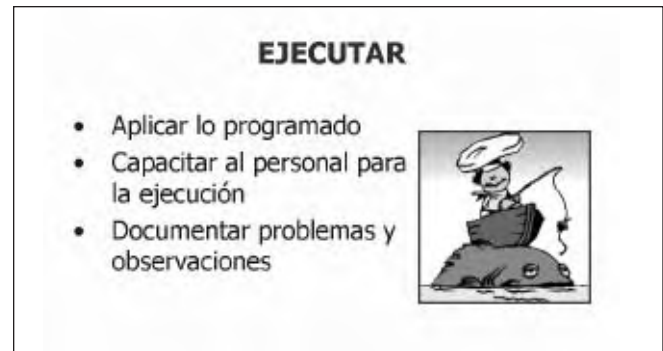 EJECUTAR
• Aplicar lo programado
• Capacitar al personal para
la ejecución
• Documentar problemas y
observaciones